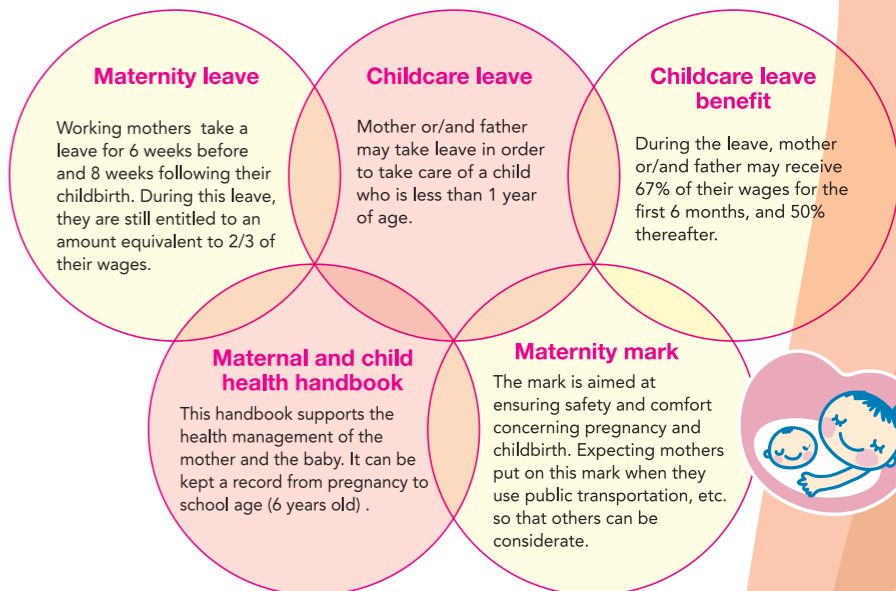 Maternity leave
Working mothers  take a
leave for 6 weeks before
and 8 weeks following their
childbirth. During this leave,
they are still entitled to an
amount equivalent to 2/3 of
their wages.
Childcare leave
Mother or/and father
may take leave in order
to take care of a child
who is less than 1 year
of age.
Childcare leave
benefit
During the leave, mother
or/and father may receive
67% of their wages for the
first 6 months, and 50%
thereafter.
Maternal and child
health handbook
This handbook supports the
health management of the
mother and the baby. It can be
kept a record from pregnancy to
school age (6 years old) .
Maternity mark
The mark is aimed at
ensuring safety and comfort
concerning pregnancy and
childbirth. Expecting mothers
put on this mark when they
use public transportation, etc.
so that others can be
considerate.